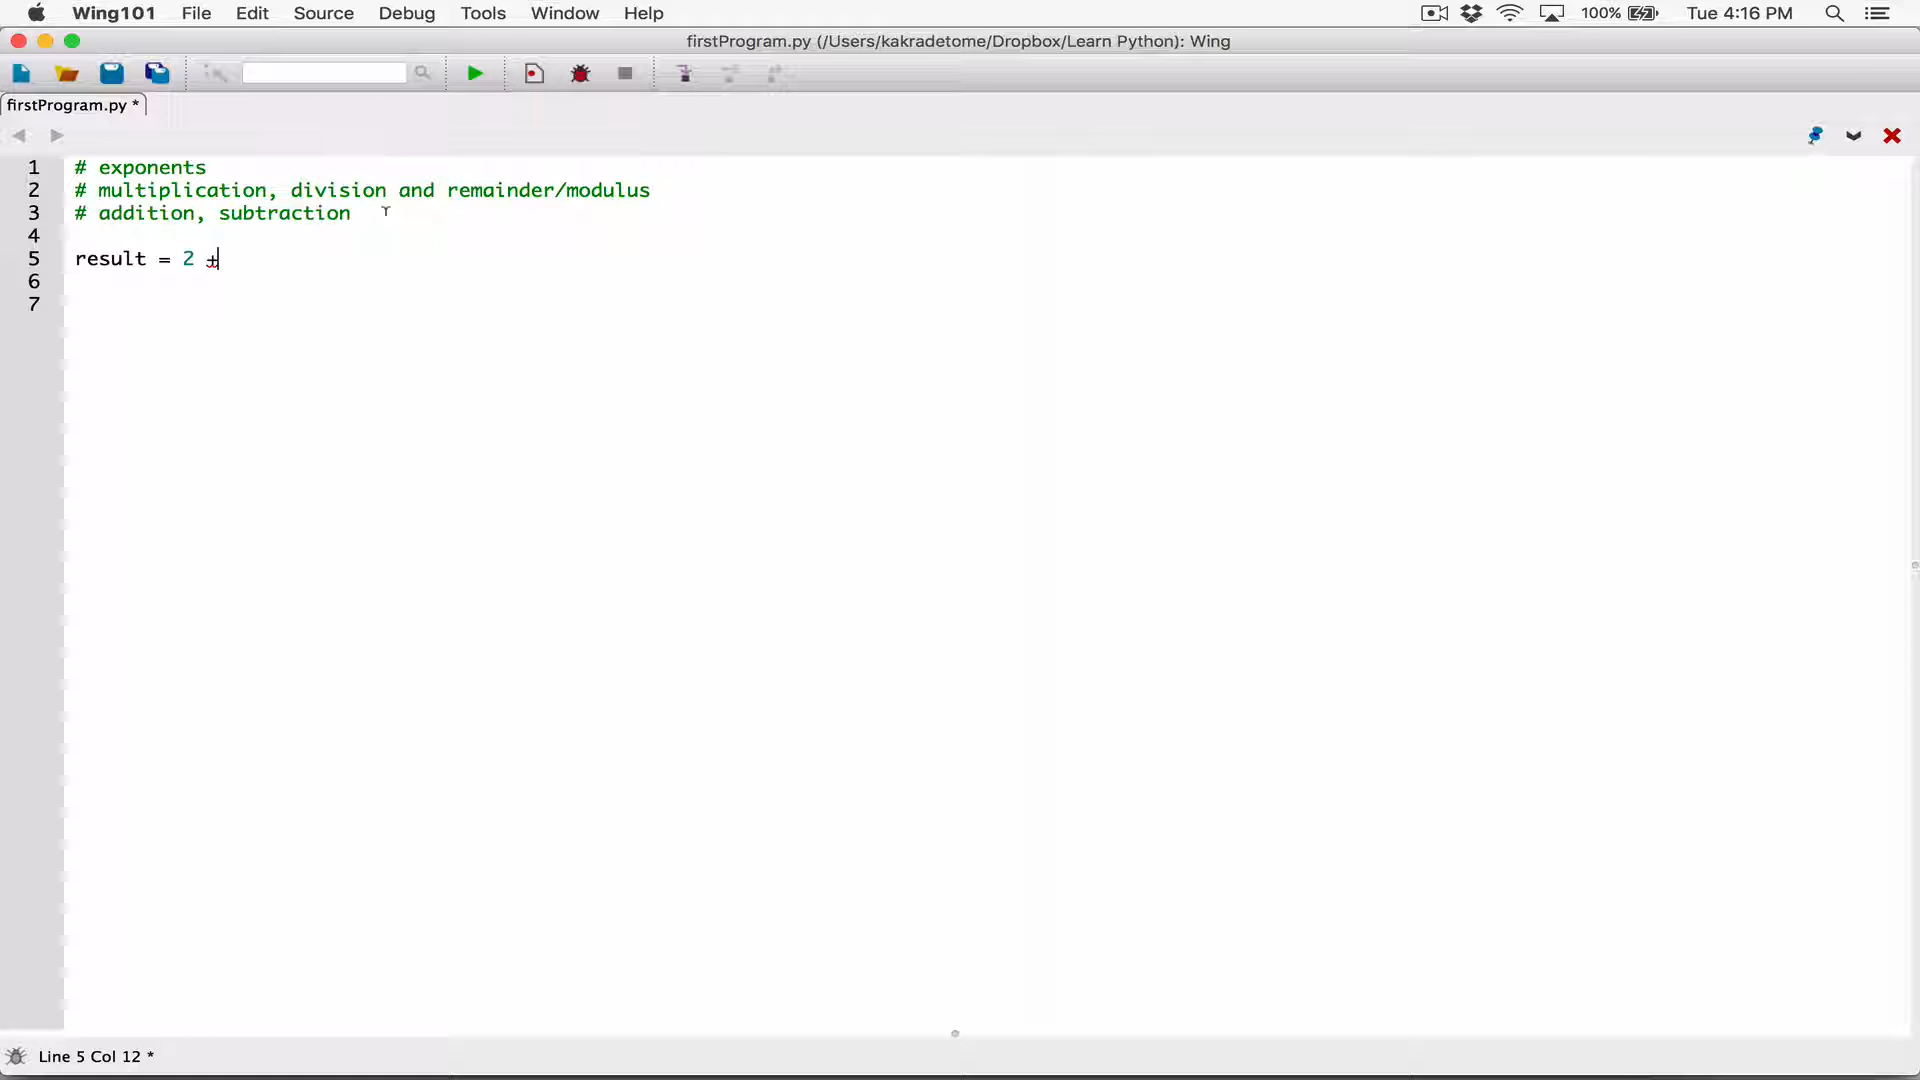 Wing101 File Edit Source Debug Tools Window Help 100% Tue 4:16 PM
firstProgram.py (/Users/kakradetome/Dropbox/Learn Python): Wing
firstProgram.py *
1 # exponents
2 # multiplication, division and remainder/modulus
3 # addition, subtraction
4
5 result = 2 +
6
7
Line 5 Col 12 *